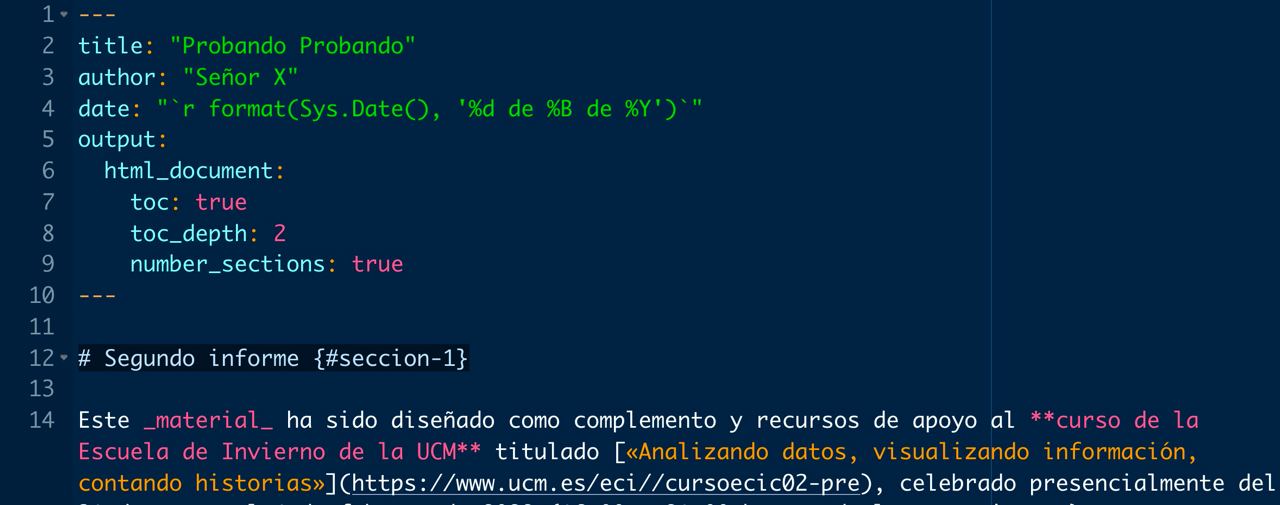 1 ---
2 title: "Probando Probando"
3 author: "Señor X"
4 date: "`r format(Sys.Date(), '%d de %B de %Y')`"
5 output:
6   html_document:
7     toc: true
8     toc_depth: 2
9     number_sections: true
10 ---
11
12 # Segundo informe {#seccion-1}
13
14 Este _material_ ha sido diseñado como complemento y recursos de apoyo al **curso de la
Escuela de Invierno de la UCM** titulado [«Analizando datos, visualizando información,
contando historias»](https://www.ucm.es/eci//cursoecic02-pre), celebrado presencialmente del